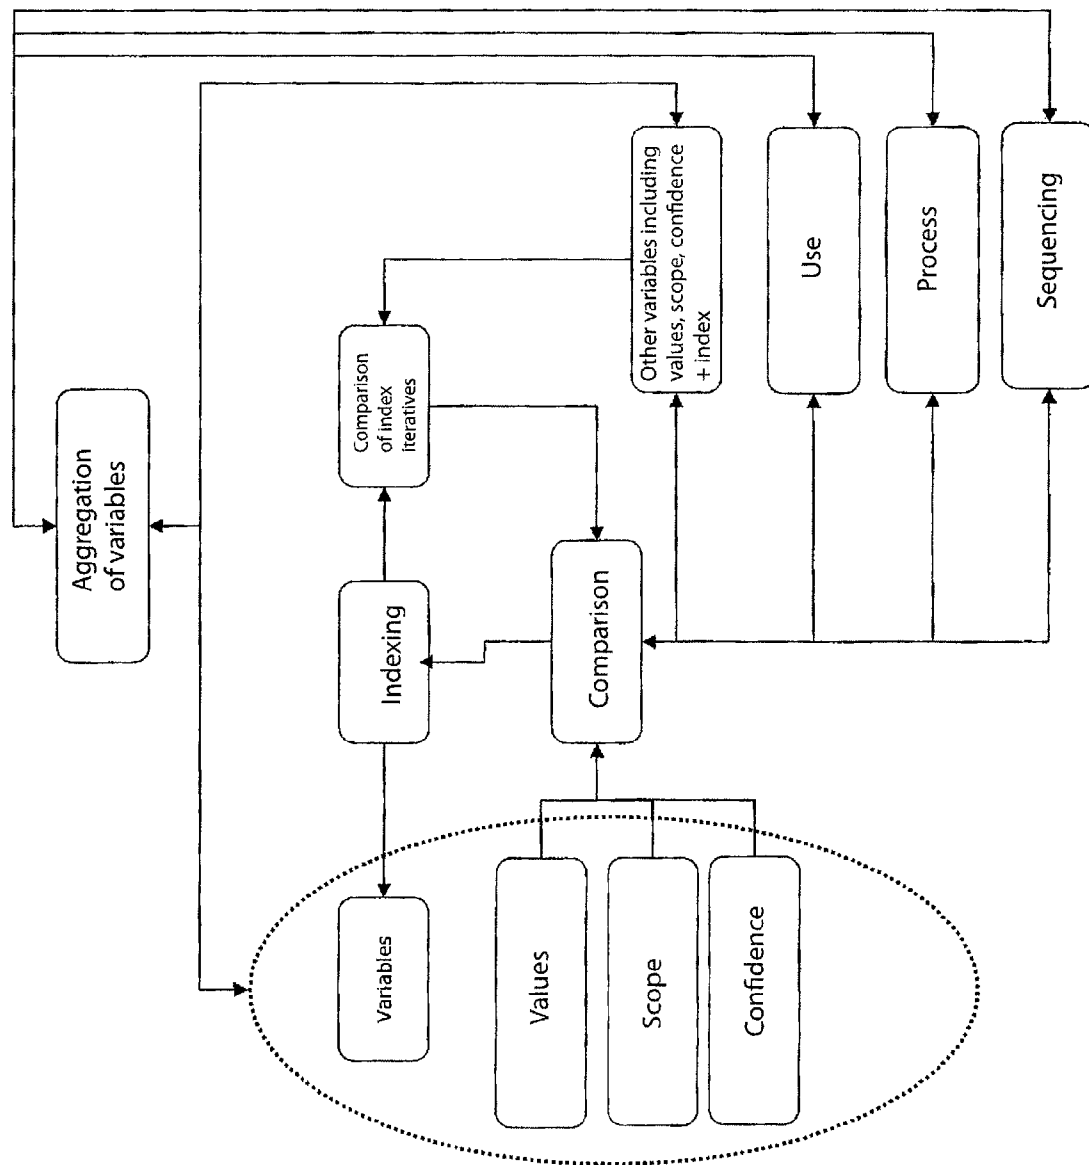 Aggregation
of variables
Variables
Indexing
Comparison
of index
iteratives
Values
Scope
Confidence
Comparison
Other variables including
values, scope, confidence
+ index
Use
Process
Sequencing